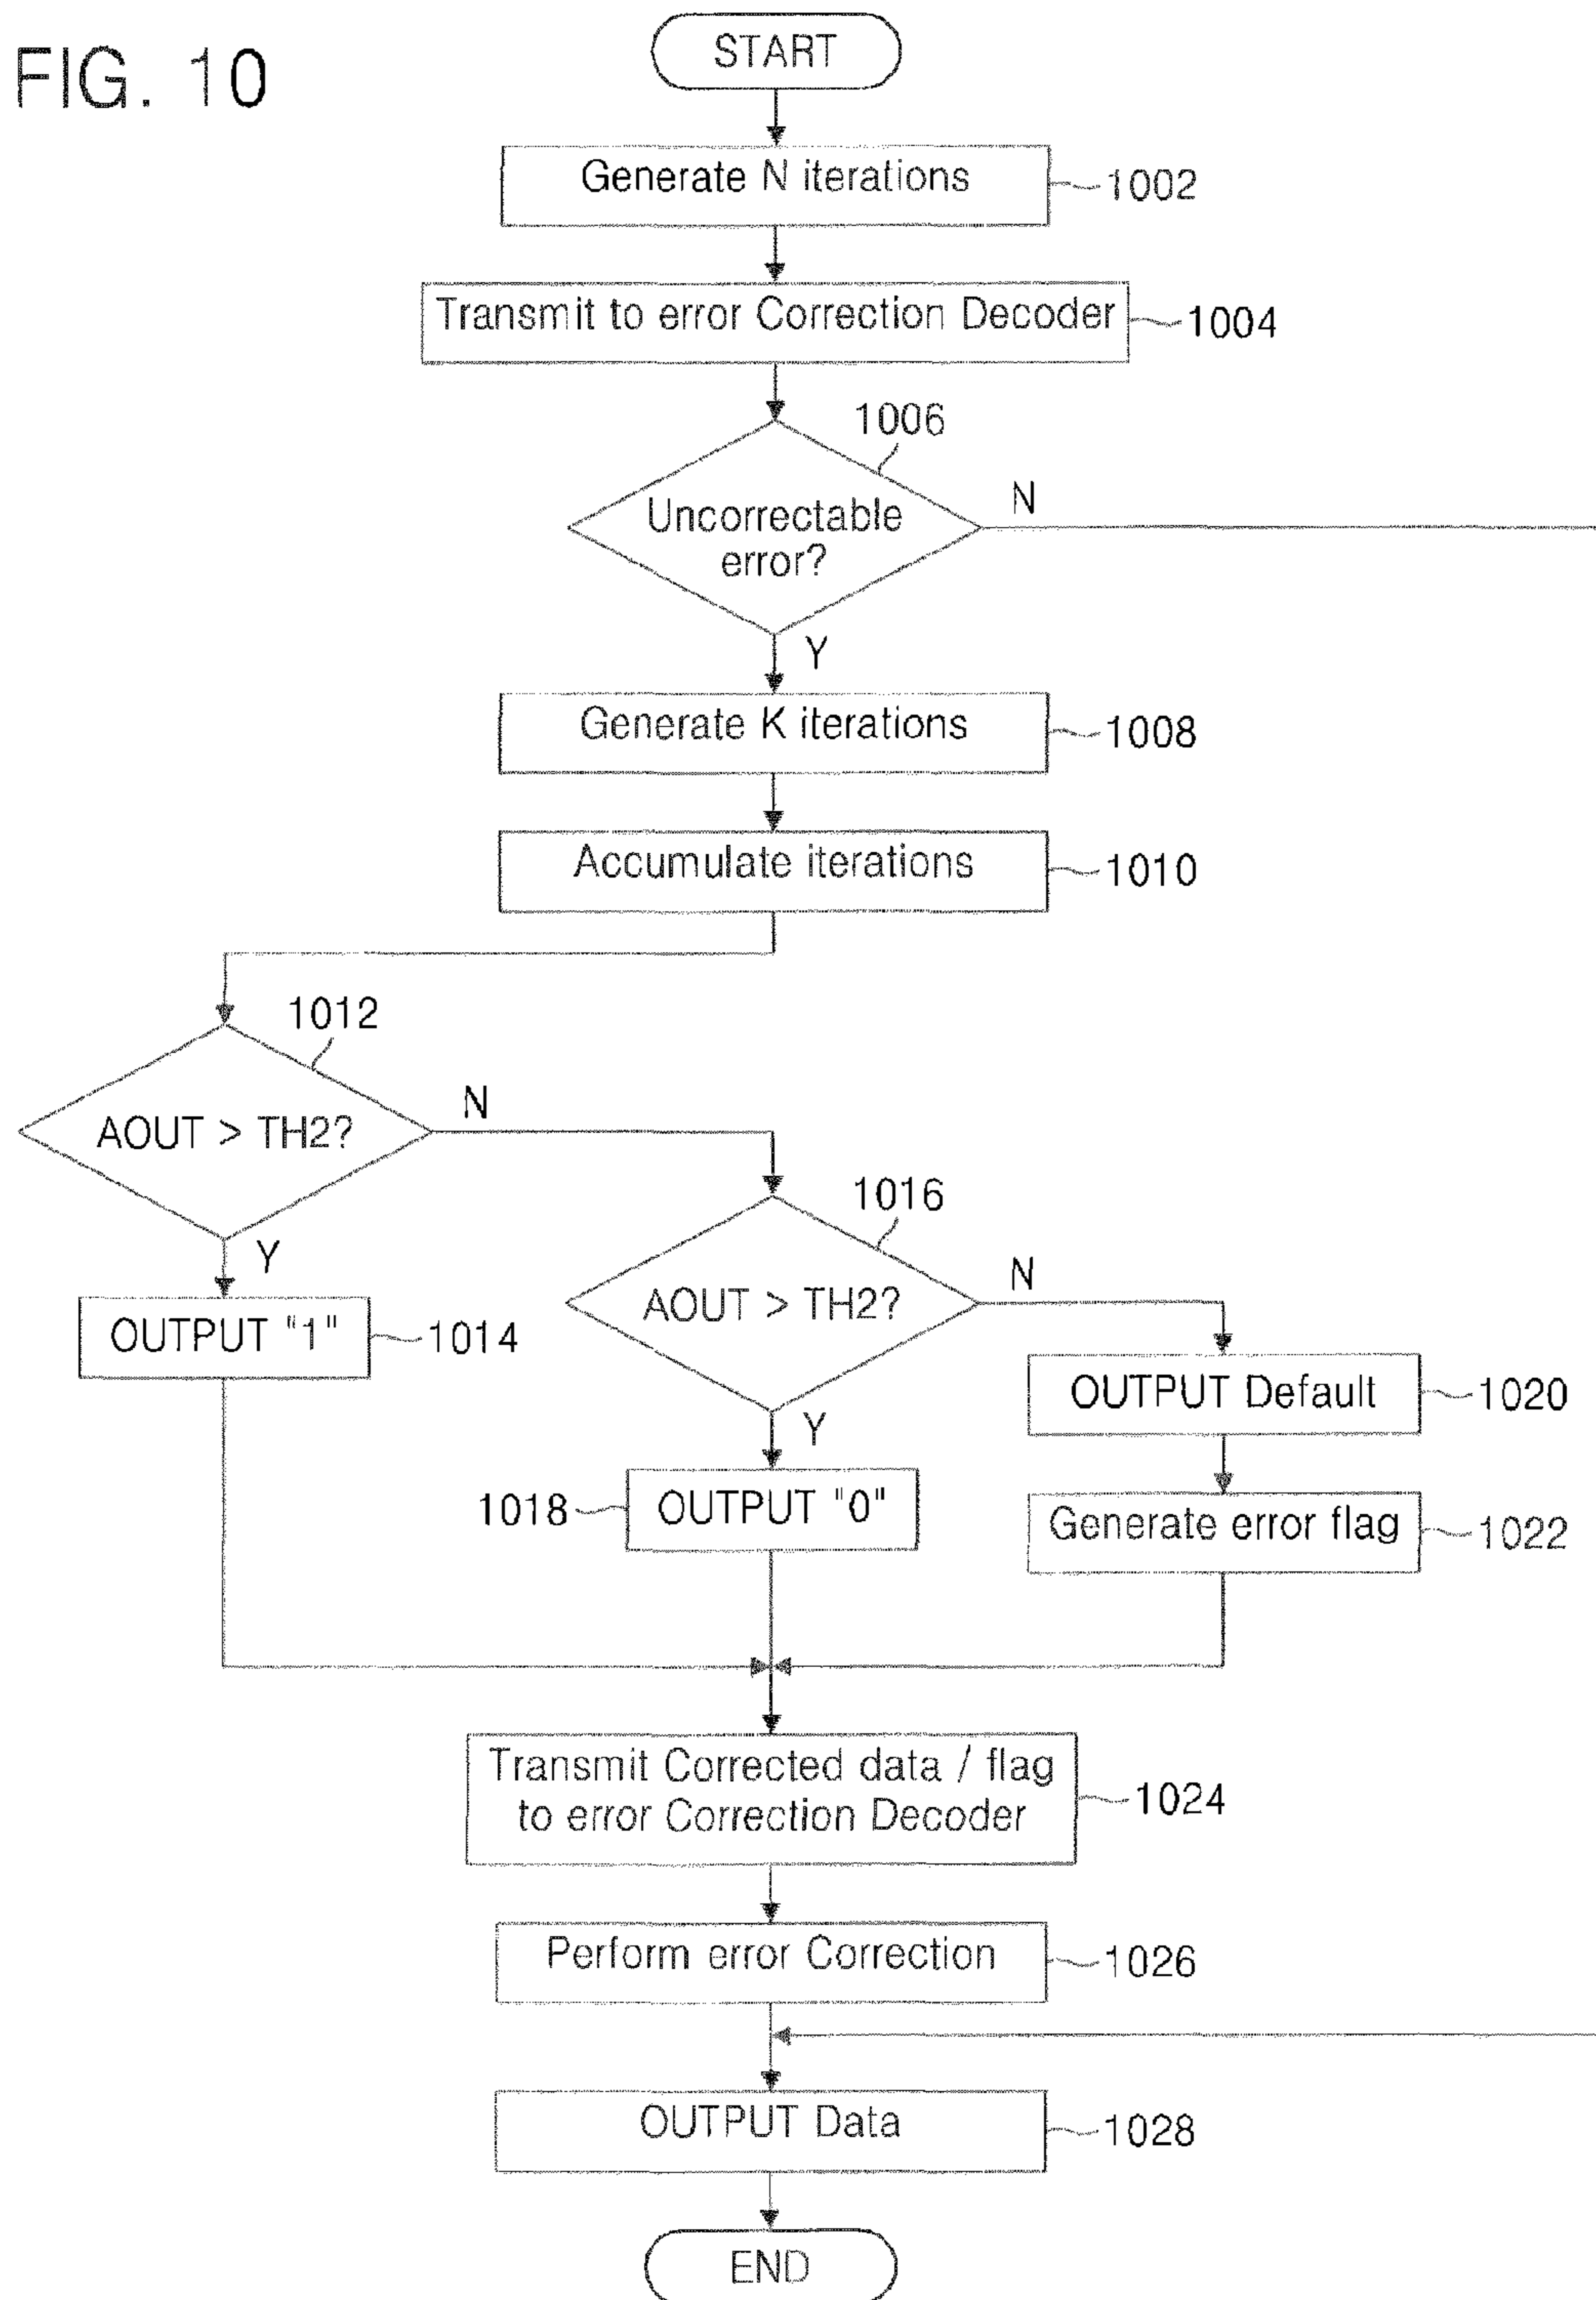 FIG. 10
START
Generate N iterations
1002
Transmit to error Correction Decoder
1004
1006
Uncorrectable
error?
N
Y
Generate K iterations
1008
Accumulate iterations
1010
1012
AOUT > TH2?
N
Y
1016
AOUT > TH2?
N
Y
OUTPUT "1"
1014
OUTPUT Default
1020
1018
OUTPUT "0"
Generate error flag
1022
Transmit Corrected data / flag
to error Correction Decoder
1024
Perform error Correction
1026
OUTPUT Data
1028
END